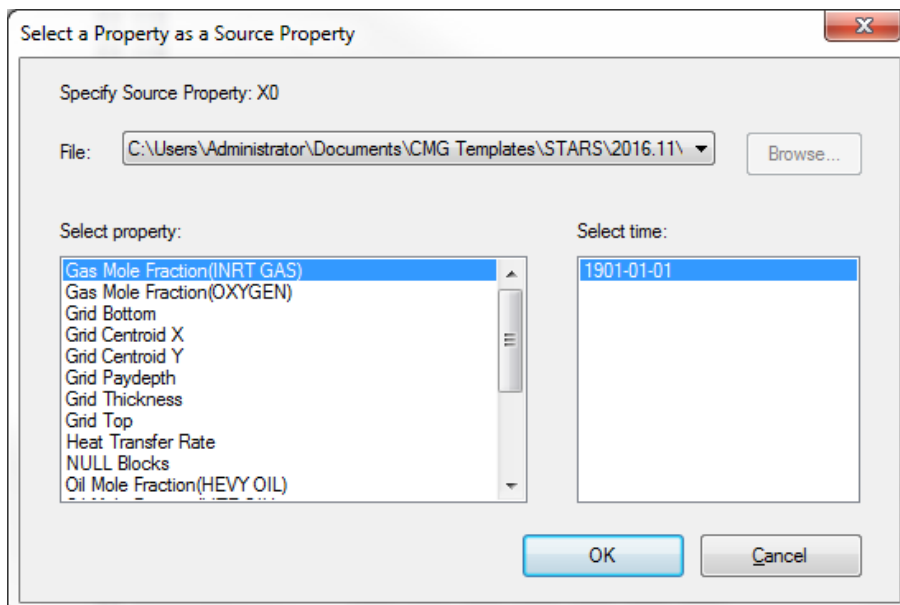 Select a Property as a Source Property
Specify Source Property: X0
File:
C:\Users\Administrator\Documents\CMG Templates\STARS\2016.11\
Browse...
Select property:
Gas Mole Fraction(INRT GAS)
Gas Mole Fraction(OXYGEN)
Grid Bottom
Grid Centroid X
Grid Centroid Y
Grid Paydepth
Grid Thickness
Grid Top
Heat Transfer Rate
NULL Blocks
Oil Mole Fraction(HEVY OIL)
Select time:
1901-01-01
OK
Cancel